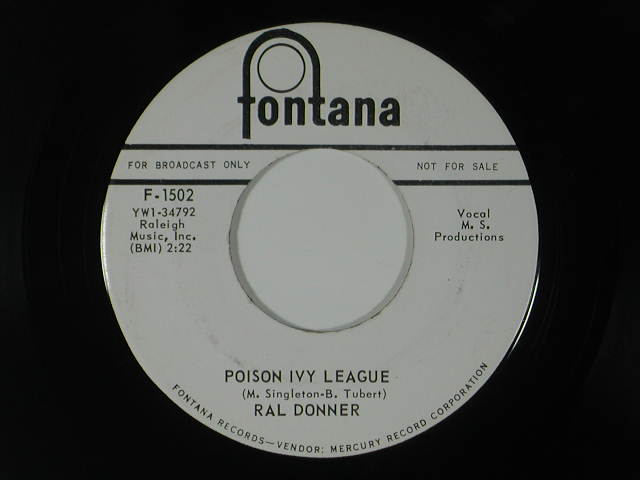 fontana
FOR BROADCAST ONLY
NOT FOR SALE
F-1502
YW1-34792
Raleigh
Music, Inc.
(BMI) 2:22
Vocal
M. S.
Productions
POISON IVY LEAGUE
(M. Singleton-B. Tubert)
RAL DONNER
FONTANA RECORDS—VENDOR: MERCURY RECORD CORPORATION